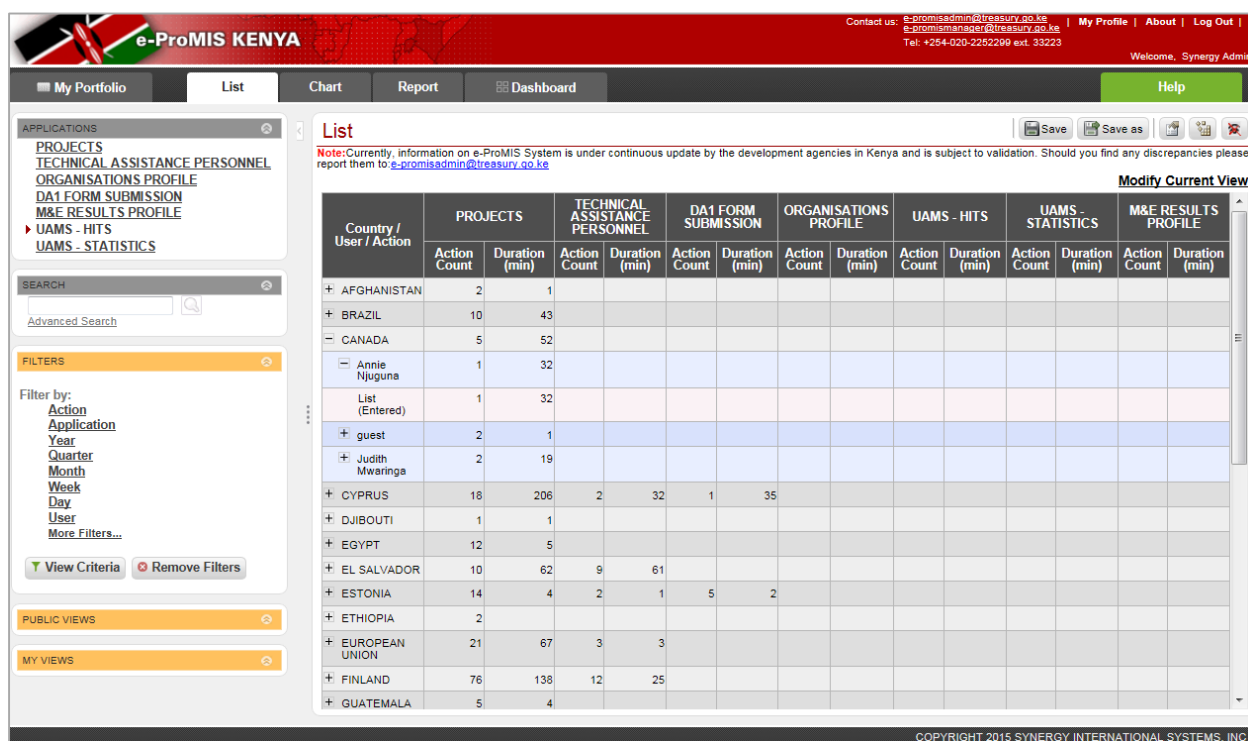 e-ProMIS KENYA
Contact us: e-promisadmin@treasury.go.ke | My Profile | About | Log Out |
e-promismanager@treasury.go.ke
Tel: +254-020-2252299 ext. 33223
Welcome, Synergy Admin
My Portfolio List Chart Report Dashboard Help
APPLICATIONS
PROJECTS
TECHNICAL ASSISTANCE PERSONNEL
ORGANISATIONS PROFILE
DA1 FORM SUBMISSION
M&E RESULTS PROFILE
UAMS - HITS
UAMS - STATISTICS
SEARCH
Advanced Search
FILTERS
Filter by:
Action
Application
Year
Quarter
Month
Week
Day
User
More Filters...
View Criteria Remove Filters
PUBLIC VIEWS
MY VIEWS
List
Save Save as
Note:Currently, information on e-ProMIS System is under continuous update by the development agencies in Kenya and is subject to validation. Should you find any discrepancies please
report them to:e-promisadmin@treasury.go.ke
Modify Current View
Country / User / Action PROJECTS TECHNICAL ASSISTANCE PERSONNEL DA1 FORM SUBMISSION ORGANISATIONS PROFILE UAMS - HITS UAMS - STATISTICS M&E RESULTS PROFILE
Action Count Duration (min) Action Count Duration (min) Action Count Duration (min) Action Count Duration (min) Action Count Duration (min) Action Count Duration (min) Action Count Duration (min)
+ AFGHANISTAN 2 1
+ BRAZIL 10 43
− CANADA 5 52
− Annie Njuguna 1 32
List (Entered) 1 32
+ guest 2 1
+ Judith Mwaringa 2 19
+ CYPRUS 18 206 2 32 1 35
+ DJIBOUTI 1 1
+ EGYPT 12 5
+ EL SALVADOR 10 62 9 61
+ ESTONIA 14 4 2 1 5 2
+ ETHIOPIA 2
+ EUROPEAN UNION 21 67 3 3
+ FINLAND 76 138 12 25
+ GUATEMALA 5 4
COPYRIGHT 2015 SYNERGY INTERNATIONAL SYSTEMS, INC